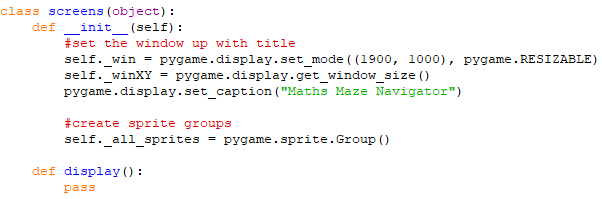 class screens(object):
    def __init__(self):
        #set the window up with title
        self._win = pygame.display.set_mode((1900, 1000), pygame.RESIZABLE)
        self._winXY = pygame.display.get_window_size()
        pygame.display.set_caption("Maths Maze Navigator")

        #create sprite groups
        self._all_sprites = pygame.sprite.Group()

    def display():
        pass